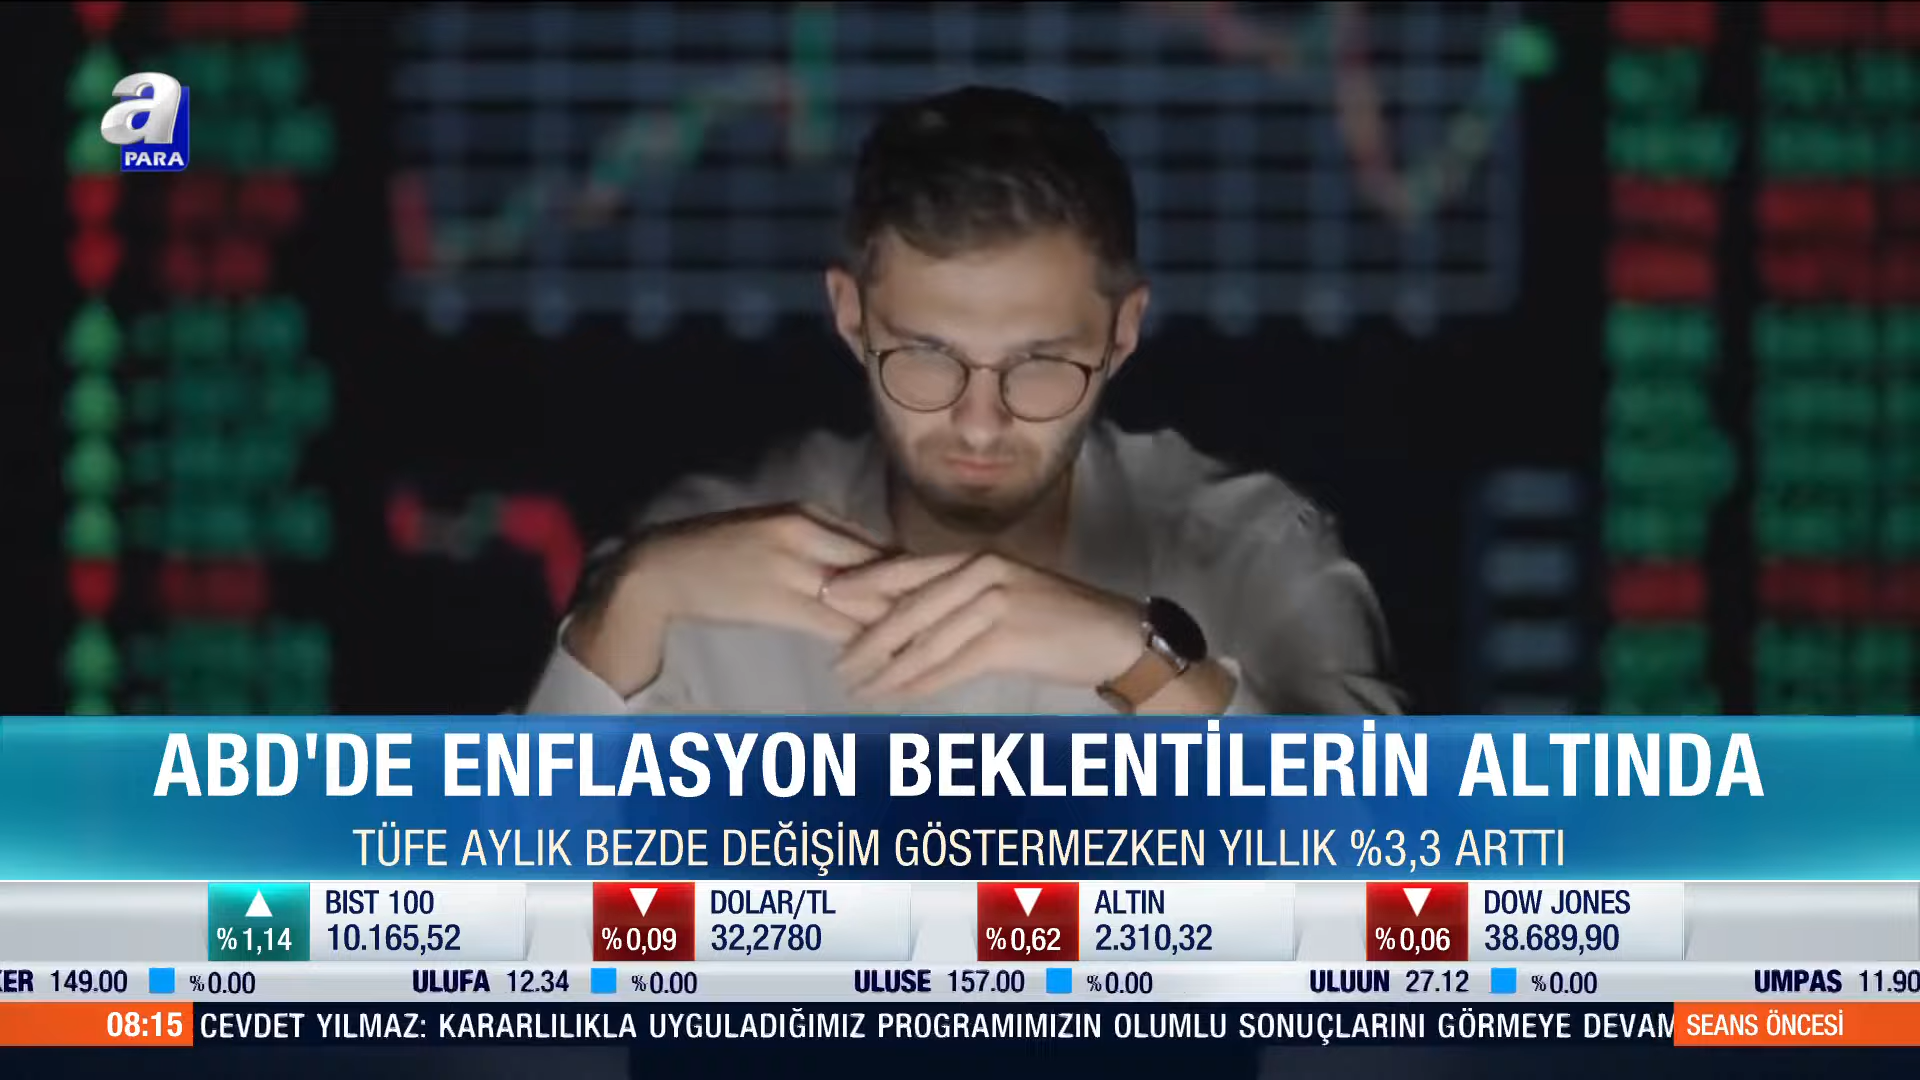 a
PARA
ABD'DE ENFLASYON BEKLENTİLERİN ALTINDA
TÜFE AYLIK BEZDE DEĞİŞİM GÖSTERMEZKEN YILLIK %3,3 ARTTI
%1,14 BIST 100 10.165,52
%0,09 DOLAR/TL 32,2780
%0,62 ALTIN 2.310,32
%0,06 DOW JONES 38.689,90
KER 149.00 %0.00 ULUFA 12.34 %0.00 ULUSE 157.00 %0.00 ULUUN 27.12 %0.00 UMPAS 11.90
08:15 CEVDET YILMAZ: KARARLILIKLA UYGULADIĞIMIZ PROGRAMIMIZIN OLUMLU SONUÇLARINI GÖRMEYE DEVAM SEANS ÖNCESİ